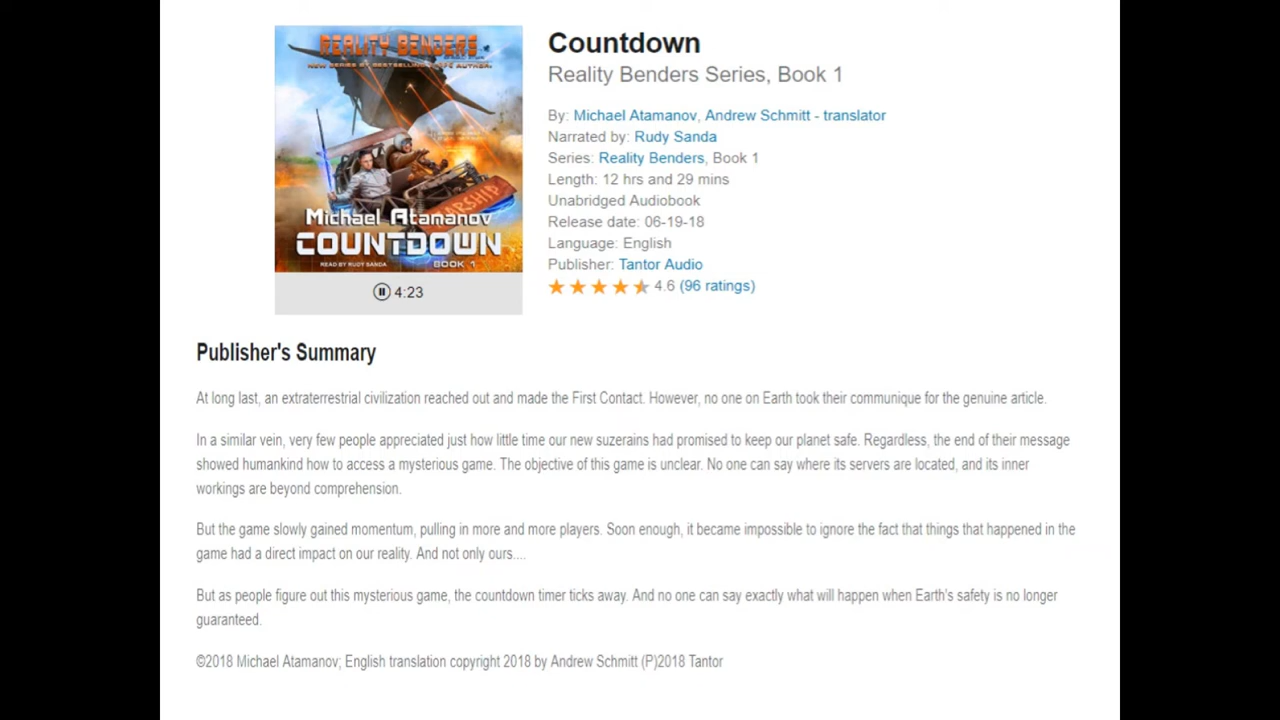 REALITY BENDERS
NEW SERIES BY BESTSELLING AUTHOR
STARSHIP
Michael Atamanov
COUNTDOWN
READ BY RUDY SANDA
BOOK 1
4:23
Countdown
Reality Benders Series, Book 1
By: Michael Atamanov, Andrew Schmitt - translator
Narrated by: Rudy Sanda
Series: Reality Benders, Book 1
Length: 12 hrs and 29 mins
Unabridged Audiobook
Release date: 06-19-18
Language: English
Publisher: Tantor Audio
4.6 (96 ratings)
Publisher's Summary
At long last, an extraterrestrial civilization reached out and made the First Contact. However, no one on Earth took their communique for the genuine article.
In a similar vein, very few people appreciated just how little time our new suzerains had promised to keep our planet safe. Regardless, the end of their message
showed humankind how to access a mysterious game. The objective of this game is unclear. No one can say where its servers are located, and its inner
workings are beyond comprehension.
But the game slowly gained momentum, pulling in more and more players. Soon enough, it became impossible to ignore the fact that things that happened in the
game had a direct impact on our reality. And not only ours....
But as people figure out this mysterious game, the countdown timer ticks away. And no one can say exactly what will happen when Earth's safety is no longer
guaranteed.
©2018 Michael Atamanov; English translation copyright 2018 by Andrew Schmitt (P)2018 Tantor